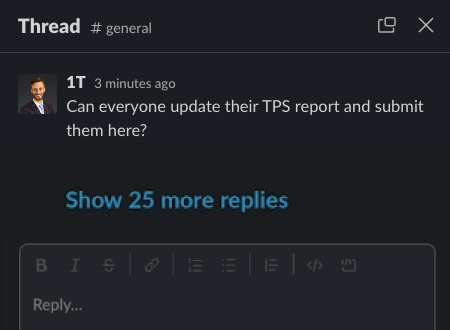 Thread # general
1T 3 minutes ago
Can everyone update their TPS report and submit
them here?
Show 25 more replies
B I S
Reply...